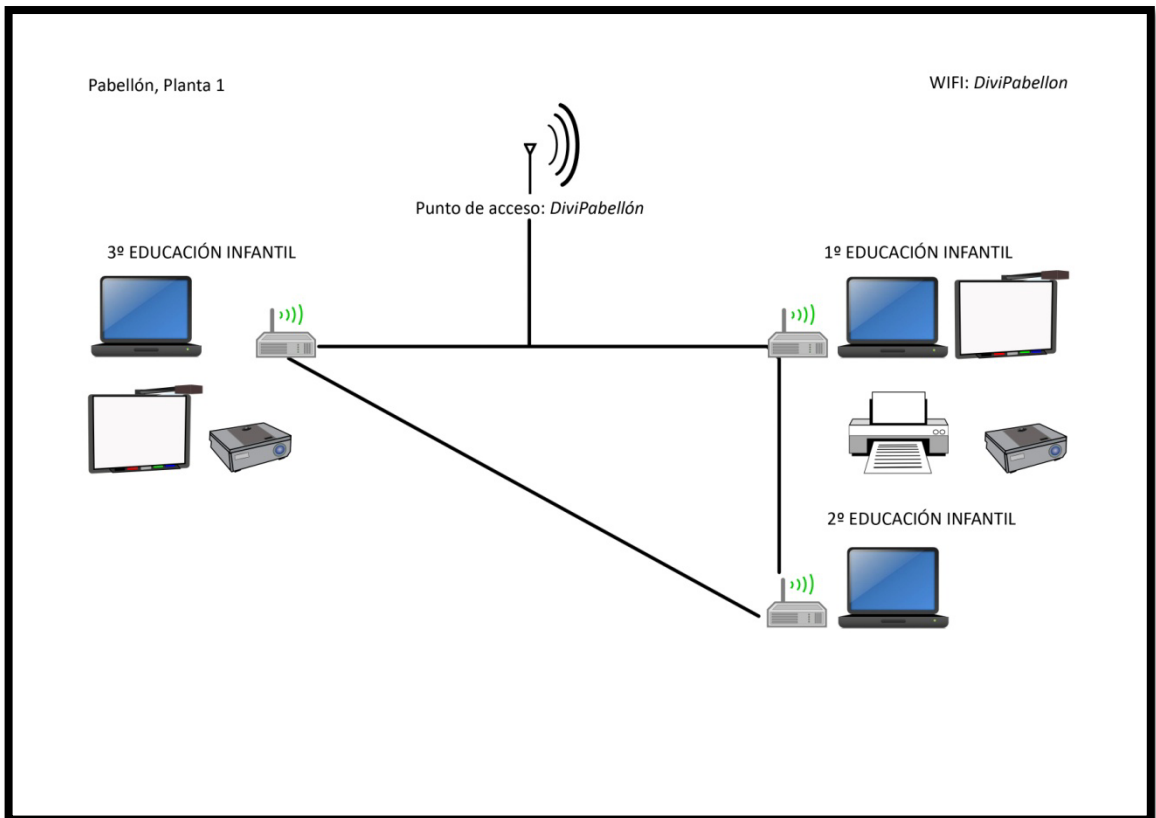 Pabellón, Planta 1
WIFI: DiviPabellon
Punto de acceso: DiviPabellón
3º EDUCACIÓN INFANTIL
1º EDUCACIÓN INFANTIL
2º EDUCACIÓN INFANTIL